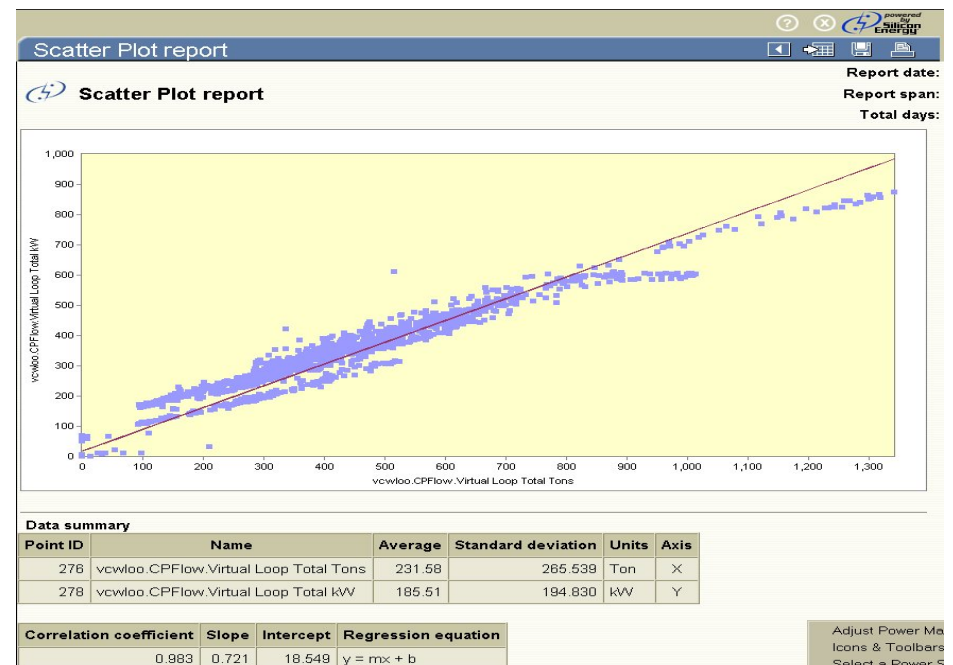 powered
by
Silicon
Energy
Scatter Plot report
Report date:
Scatter Plot report
Report span:
Total days:
1,000
900
800
700
600
500
400
300
200
100
0
vcwloo.CPFlow.Virtual Loop Total kW
0 100 200 300 400 500 600 700 800 900 1,000 1,100 1,200 1,300
vcwloo.CPFlow.Virtual Loop Total Tons
Data summary
Point ID Name Average Standard deviation Units Axis
276 vcwloo.CPFlow.Virtual Loop Total Tons 231.58 265.539 Ton X
278 vcwloo.CPFlow.Virtual Loop Total kW 185.51 194.830 kW Y
Correlation coefficient Slope Intercept Regression equation
0.983 0.721 18.549 y = mx + b
Adjust Power Ma
Icons & Toolbars
Select a Power S